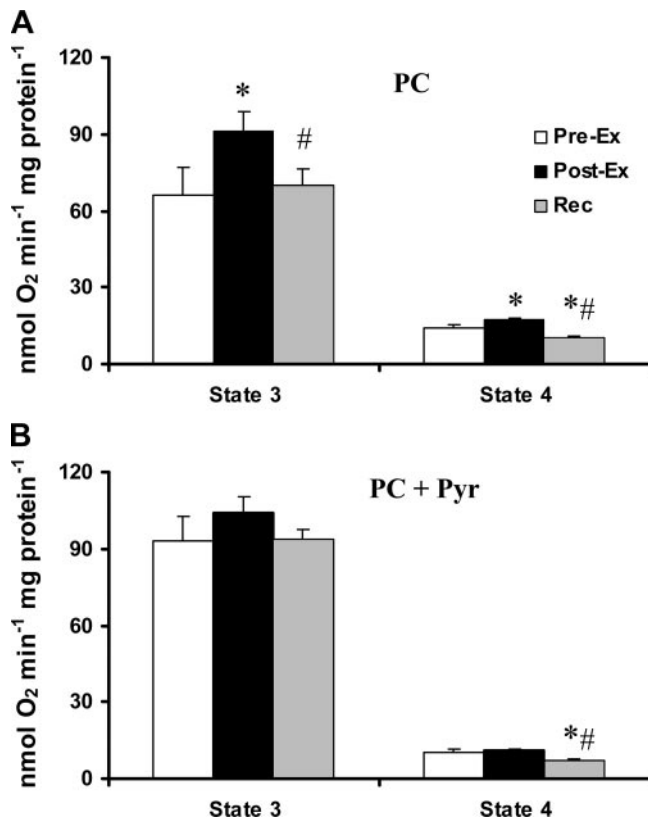 A
nmol O₂ min⁻¹ mg protein⁻¹
120
90
60
30
0
*
#
*
*#
PC
Pre-Ex
Post-Ex
Rec
State 3 State 4
B
nmol O₂ min⁻¹ mg protein⁻¹
120
90
60
30
0
PC + Pyr
*#
State 3 State 4